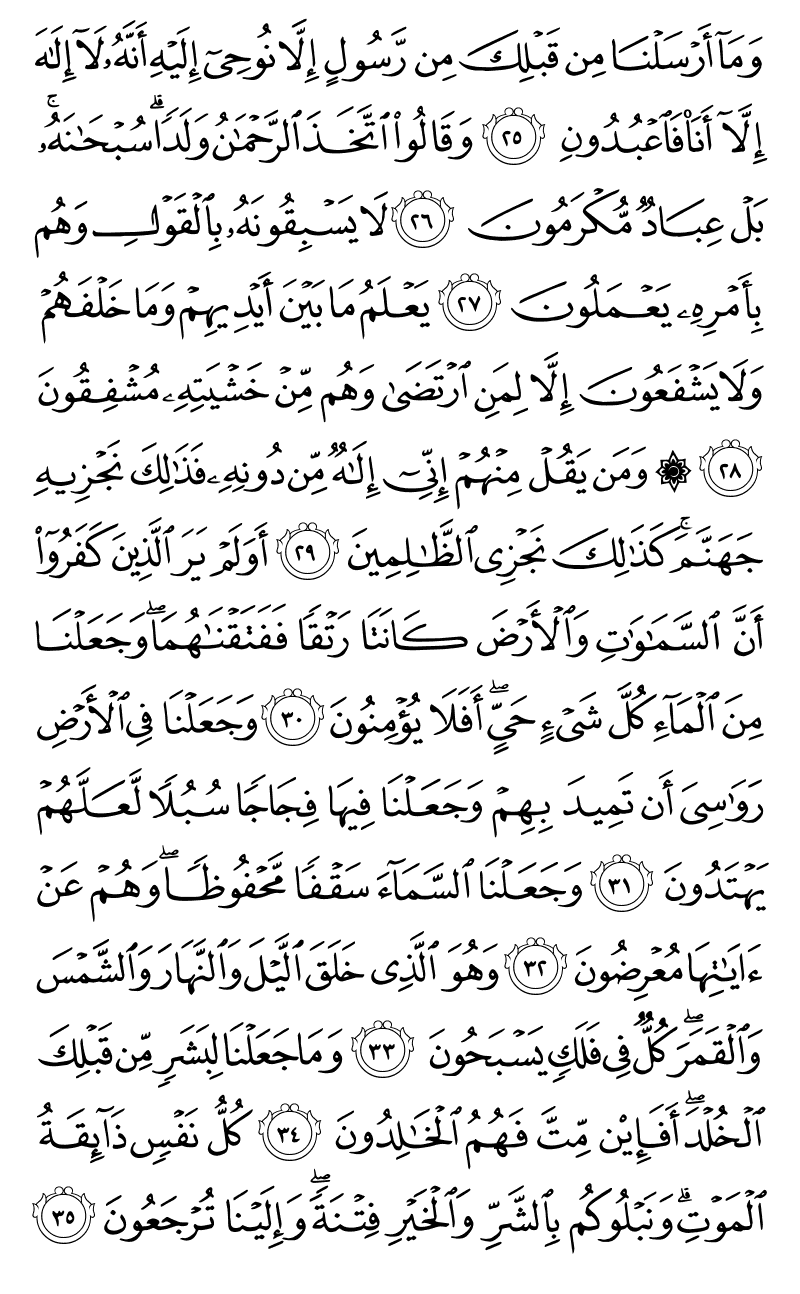 وَمَآ أَرْسَلْنَا مِن قَبْلِكَ مِن رَّسُولٍ إِلَّا نُوحِىٓ إِلَيْهِ أَنَّهُۥ لَآ إِلَٰهَ
إِلَّآ أَنَا۠ فَٱعْبُدُونِ ٢٥ وَقَالُوا۟ ٱتَّخَذَ ٱلرَّحْمَٰنُ وَلَدًا ۗ سُبْحَٰنَهُۥ ۚ
بَلْ عِبَادٌ مُّكْرَمُونَ ٢٦ لَا يَسْبِقُونَهُۥ بِٱلْقَوْلِ وَهُم
بِأَمْرِهِۦ يَعْمَلُونَ ٢٧ يَعْلَمُ مَا بَيْنَ أَيْدِيهِمْ وَمَا خَلْفَهُمْ
وَلَا يَشْفَعُونَ إِلَّا لِمَنِ ٱرْتَضَىٰ وَهُم مِّنْ خَشْيَتِهِۦ مُشْفِقُونَ
٢٨ ۞ وَمَن يَقُلْ مِنْهُمْ إِنِّىٓ إِلَٰهٌ مِّن دُونِهِۦ فَذَٰلِكَ نَجْزِيهِ
جَهَنَّمَ ۚ كَذَٰلِكَ نَجْزِى ٱلظَّٰلِمِينَ ٢٩ أَوَلَمْ يَرَ ٱلَّذِينَ كَفَرُوٓا۟
أَنَّ ٱلسَّمَٰوَٰتِ وَٱلْأَرْضَ كَانَتَا رَتْقًا فَفَتَقْنَٰهُمَا ۖ وَجَعَلْنَا
مِنَ ٱلْمَآءِ كُلَّ شَىْءٍ حَىٍّ ۖ أَفَلَا يُؤْمِنُونَ ٣٠ وَجَعَلْنَا فِى ٱلْأَرْضِ
رَوَٰسِىَ أَن تَمِيدَ بِهِمْ وَجَعَلْنَا فِيهَا فِجَاجًا سُبُلًا لَّعَلَّهُمْ
يَهْتَدُونَ ٣١ وَجَعَلْنَا ٱلسَّمَآءَ سَقْفًا مَّحْفُوظًا ۖ وَهُمْ عَنْ
ءَايَٰتِهَا مُعْرِضُونَ ٣٢ وَهُوَ ٱلَّذِى خَلَقَ ٱلَّيْلَ وَٱلنَّهَارَ وَٱلشَّمْسَ
وَٱلْقَمَرَ ۖ كُلٌّ فِى فَلَكٍ يَسْبَحُونَ ٣٣ وَمَا جَعَلْنَا لِبَشَرٍ مِّن قَبْلِكَ
ٱلْخُلْدَ ۖ أَفَإِي۟ن مِّتَّ فَهُمُ ٱلْخَٰلِدُونَ ٣٤ كُلُّ نَفْسٍ ذَآئِقَةُ
ٱلْمَوْتِ ۗ وَنَبْلُوكُم بِٱلشَّرِّ وَٱلْخَيْرِ فِتْنَةً ۖ وَإِلَيْنَا تُرْجَعُونَ ٣٥